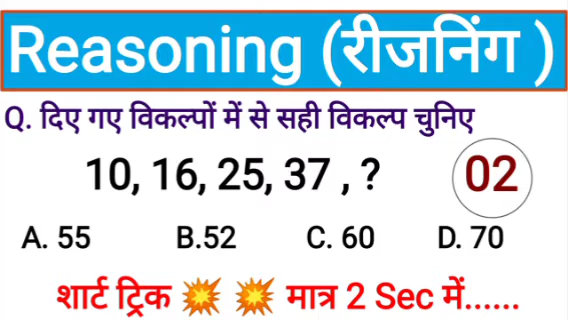 Reasoning (रीजनिंग )
Q. दिए गए विकल्पों में से सही विकल्प चुनिए
10, 16, 25, 37 , ?
02
A. 55 B.52 C. 60 D. 70
शार्ट ट्रिक 💥 💥 मात्र 2 Sec में......